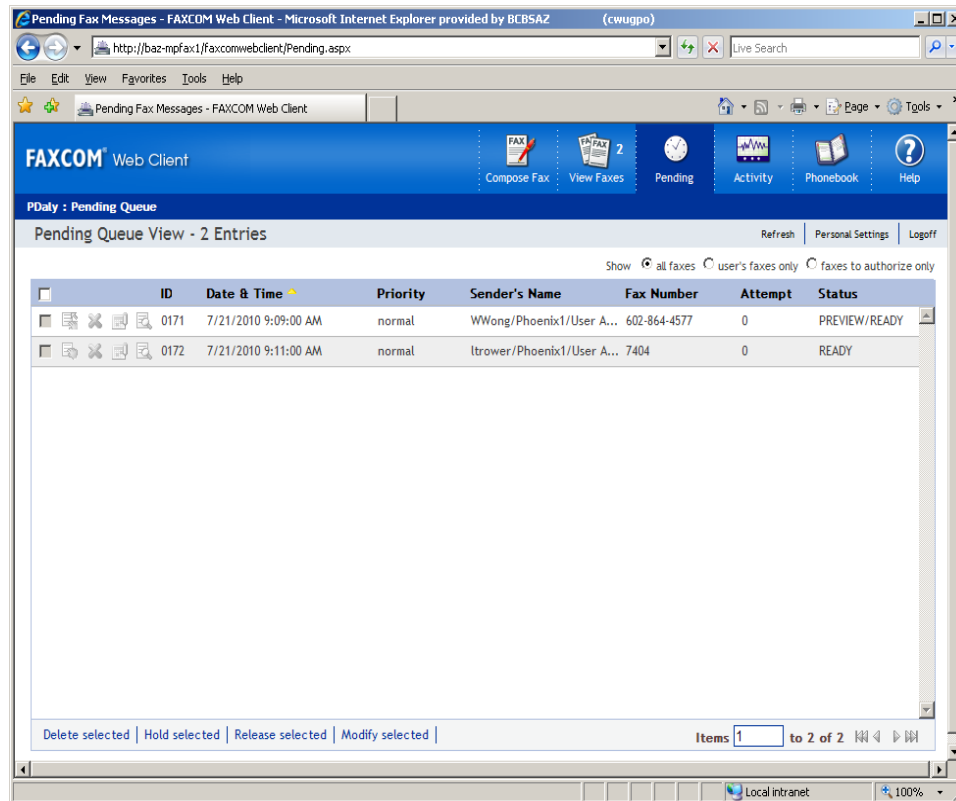 Pending Fax Messages - FAXCOM Web Client - Microsoft Internet Explorer provided by BCBSAZ (cwugpo)
http://baz-mpfax1/faxcomwebclient/Pending.aspx
Live Search
File Edit View Favorites Tools Help
Pending Fax Messages - FAXCOM Web Client
Page Tools
FAXCOM® Web Client
FAX
FAX FAX 2
Compose Fax View Faxes Pending Activity Phonebook Help
PDaly : Pending Queue
Pending Queue View - 2 Entries
Refresh Personal Settings Logoff
Show all faxes user's faxes only faxes to authorize only
ID Date & Time Priority Sender's Name Fax Number Attempt Status
0171 7/21/2010 9:09:00 AM normal WWong/Phoenix1/User A... 602-864-4577 0 PREVIEW/READY
0172 7/21/2010 9:11:00 AM normal ltrower/Phoenix1/User A... 7404 0 READY
Delete selected | Hold selected | Release selected | Modify selected |
Items 1 to 2 of 2
Local intranet 100%